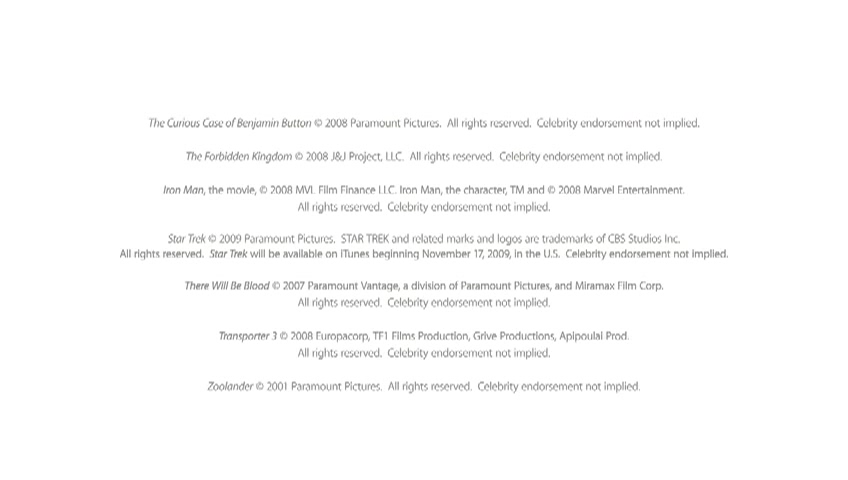 The Curious Case of Benjamin Button © 2008 Paramount Pictures. All rights reserved. Celebrity endorsement not implied.
The Forbidden Kingdom © 2008 J&J Project, LLC. All rights reserved. Celebrity endorsement not implied.
Iron Man, the movie, © 2008 MVL Film Finance LLC. Iron Man, the character, TM and © 2008 Marvel Entertainment.
All rights reserved. Celebrity endorsement not implied.
Star Trek © 2009 Paramount Pictures. STAR TREK and related marks and logos are trademarks of CBS Studios Inc.
All rights reserved. Star Trek will be available on iTunes beginning November 17, 2009, in the U.S. Celebrity endorsement not implied.
There Will Be Blood © 2007 Paramount Vantage, a division of Paramount Pictures, and Miramax Film Corp.
All rights reserved. Celebrity endorsement not implied.
Transporter 3 © 2008 Europacorp, TF1 Films Production, Grive Productions, Apipoulai Prod.
All rights reserved. Celebrity endorsement not implied.
Zoolander © 2001 Paramount Pictures. All rights reserved. Celebrity endorsement not implied.